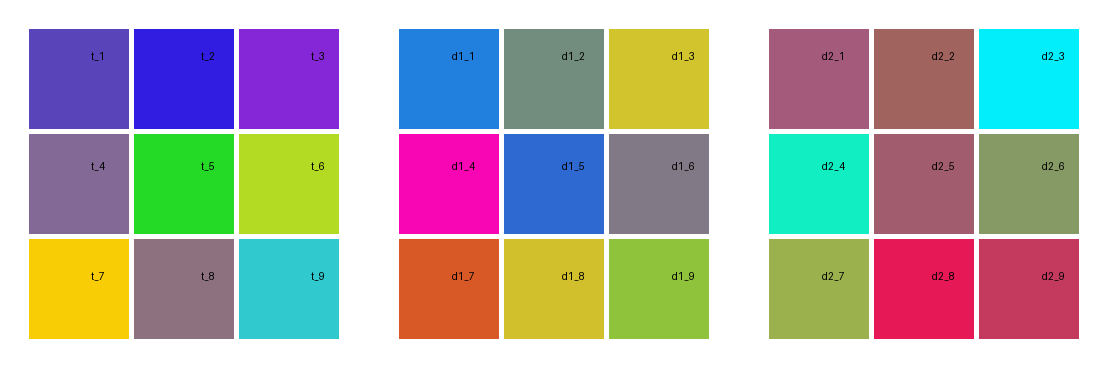 t_1 t_2 t_3 d1_1 d1_2 d1_3 d2_1 d2_2 d2_3
t_4 t_5 t_6 d1_4 d1_5 d1_6 d2_4 d2_5 d2_6
t_7 t_8 t_9 d1_7 d1_8 d1_9 d2_7 d2_8 d2_9